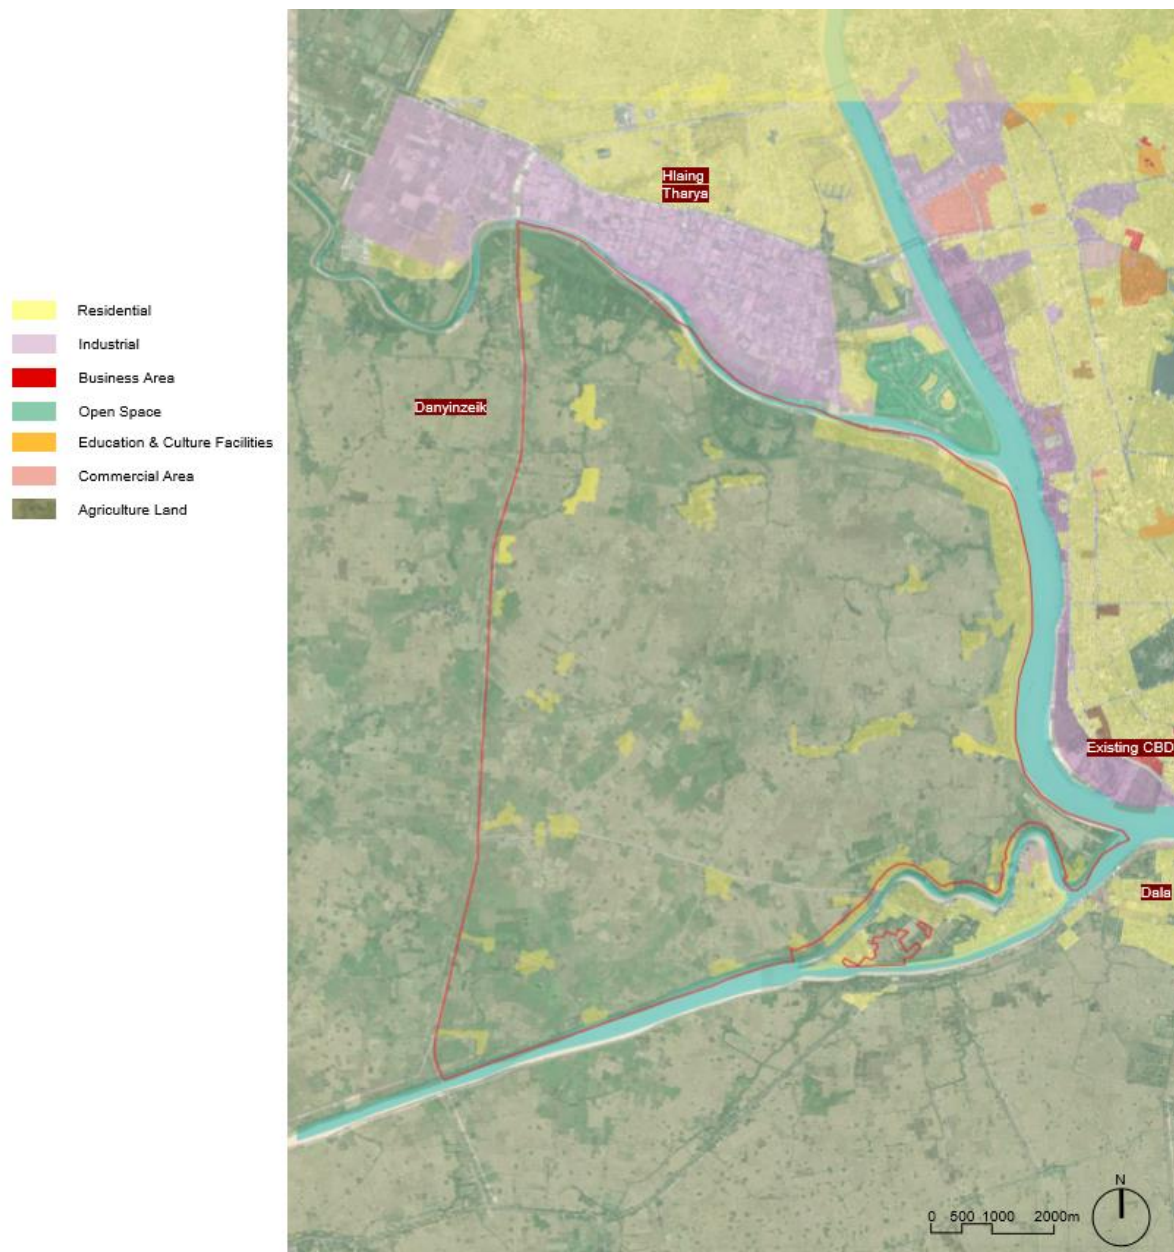 Hlaing
Tharya
Residential
Industrial
Business Area
Open Space
Education & Culture Facilities
Commercial Area
Agriculture Land
Danyinzeik
Existing CBD
Dala
N
0 500 1000 2000m